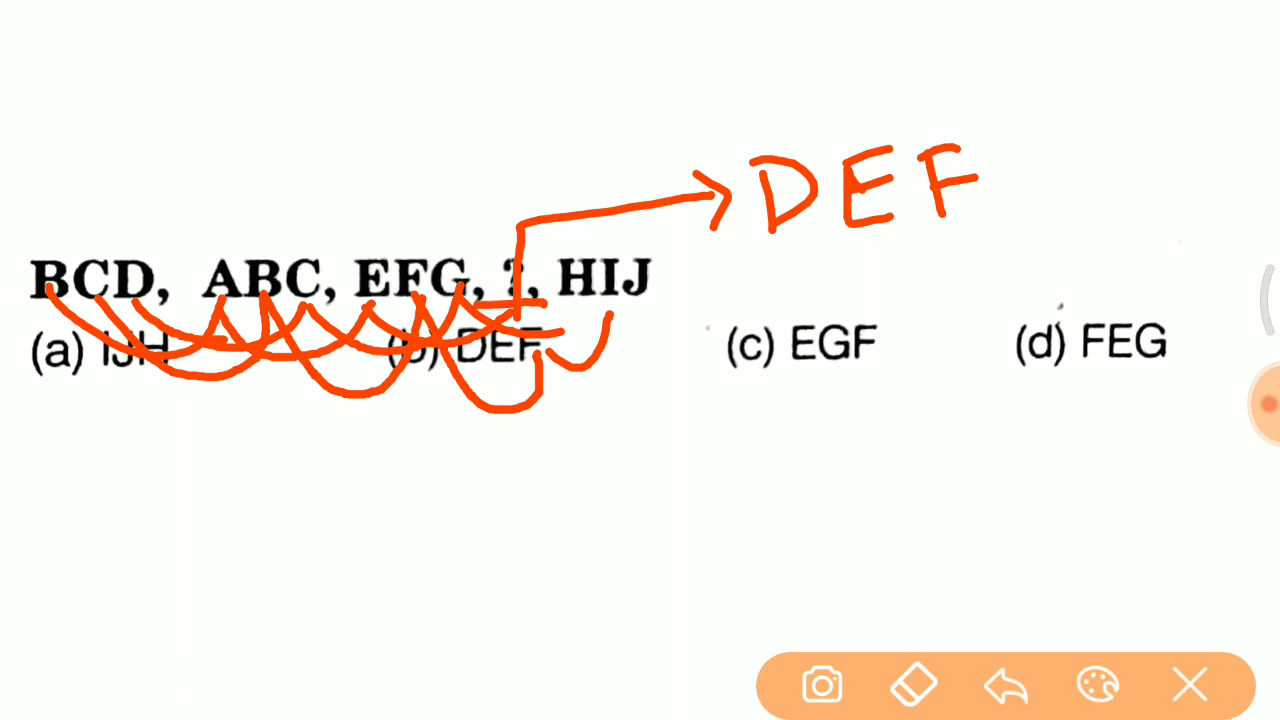 DEF
BCD, ABC, EFG, ?, HIJ
(a) IJH (b) DEF (c) EGF (d) FEG